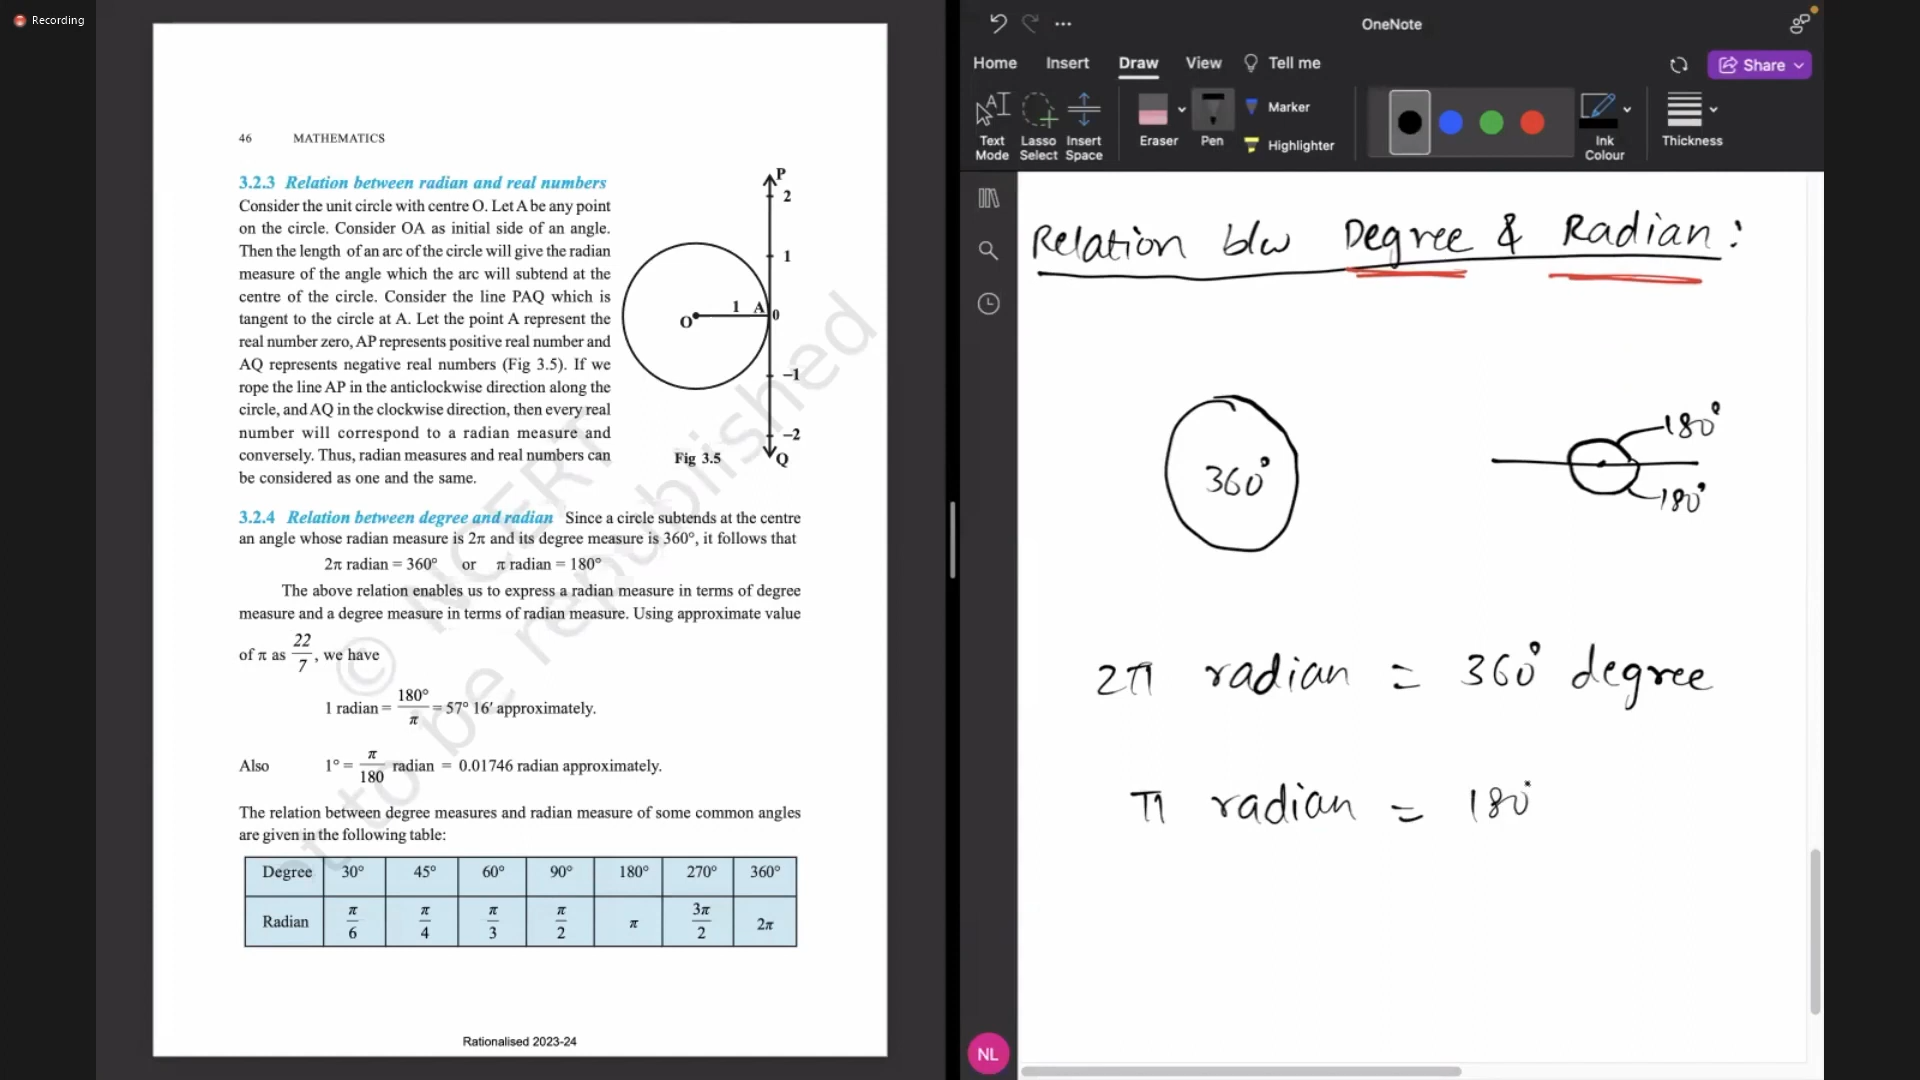 Recording
46 MATHEMATICS
3.2.3 Relation between radian and real numbers
Consider the unit circle with centre O. Let A be any point
on the circle. Consider OA as initial side of an angle.
Then the length of an arc of the circle will give the radian
measure of the angle which the arc will subtend at the
centre of the circle. Consider the line PAQ which is
tangent to the circle at A. Let the point A represent the
real number zero, AP represents positive real number and
AQ represents negative real numbers (Fig 3.5). If we
rope the line AP in the anticlockwise direction along the
circle, and AQ in the clockwise direction, then every real
number will correspond to a radian measure and
conversely. Thus, radian measures and real numbers can
be considered as one and the same.
P
2
1
O 1 A 0
–1
–2
Q
Fig 3.5
3.2.4 Relation between degree and radian Since a circle subtends at the centre
an angle whose radian measure is 2π and its degree measure is 360°, it follows that
2π radian = 360° or π radian = 180°
The above relation enables us to express a radian measure in terms of degree
measure and a degree measure in terms of radian measure. Using approximate value
of π as 22/7, we have
1 radian = 180°/π = 57° 16′ approximately.
Also 1° = π/180 radian = 0.01746 radian approximately.
The relation between degree measures and radian measure of some common angles
are given in the following table:
Degree 30° 45° 60° 90° 180° 270° 360°
Radian π/6 π/4 π/3 π/2 π 3π/2 2π
Rationalised 2023-24
© NCERT
to be republished
OneNote
Home Insert Draw View Tell me
Share
Text Mode
Lasso Select
Insert Space
Eraser
Pen
Marker
Highlighter
Ink Colour
Thickness
Relation b/w Degree & Radian :
360°
180°
180°
2π radian = 360° degree
π radian = 180°
NL